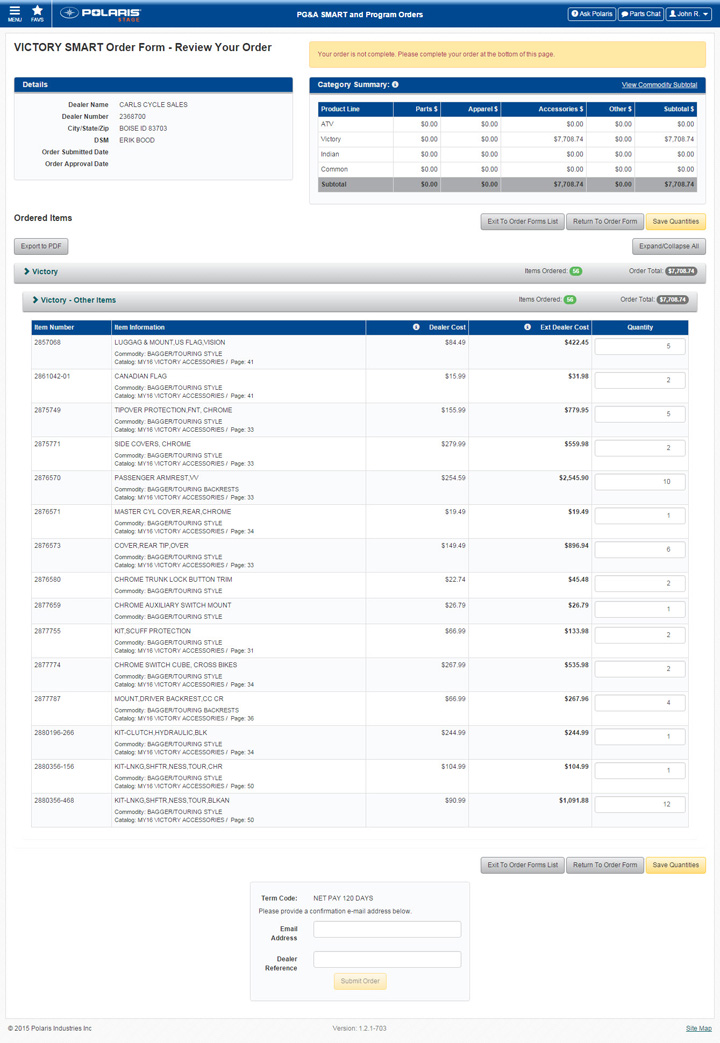 MENU
FAVS
POLARIS
STAGE
PG&A SMART and Program Orders
Ask Polaris
Parts Chat
John R.
VICTORY SMART Order Form - Review Your Order
Your order is not complete. Please complete your order at the bottom of this page.
Details
Dealer Name CARLS CYCLE SALES
Dealer Number 2368700
City/State/Zip BOISE ID 83703
DSM ERIK BOOD
Order Submitted Date
Order Approval Date
Category Summary: View Commodity Subtotal
Product Line Parts $ Apparel $ Accessories $ Other $ Subtotal $
ATV $0.00 $0.00 $0.00 $0.00 $0.00
Victory $0.00 $0.00 $7,708.74 $0.00 $7,708.74
Indian $0.00 $0.00 $0.00 $0.00 $0.00
Common $0.00 $0.00 $0.00 $0.00 $0.00
Subtotal $0.00 $0.00 $7,708.74 $0.00 $7,708.74
Ordered Items
Exit To Order Forms List Return To Order Form Save Quantities
Export to PDF Expand/Collapse All
Victory Items Ordered: 56 Order Total: $7,708.74
Victory - Other Items Items Ordered: 56 Order Total: $7,708.74
Item Number Item Information Dealer Cost Ext Dealer Cost Quantity
2857068 LUGGAG & MOUNT,US FLAG,VISION $84.49 $422.45 5
Commodity: BAGGER/TOURING STYLE
Catalog: MY16 VICTORY ACCESSORIES / Page: 41
2861042-01 CANADIAN FLAG $15.99 $31.98 2
Commodity: BAGGER/TOURING STYLE
Catalog: MY16 VICTORY ACCESSORIES / Page: 41
2875749 TIPOVER PROTECTION,FNT, CHROME $155.99 $779.95 5
Commodity: BAGGER/TOURING STYLE
Catalog: MY16 VICTORY ACCESSORIES / Page: 33
2875771 SIDE COVERS, CHROME $279.99 $559.98 2
Commodity: BAGGER/TOURING STYLE
Catalog: MY16 VICTORY ACCESSORIES / Page: 33
2876570 PASSENGER ARMREST,VV $254.59 $2,545.90 10
Commodity: BAGGER/TOURING BACKRESTS
Catalog: MY16 VICTORY ACCESSORIES / Page: 33
2876571 MASTER CYL COVER,REAR,CHROME $19.49 $19.49 1
Commodity: BAGGER/TOURING STYLE
Catalog: MY16 VICTORY ACCESSORIES / Page: 34
2876573 COVER,REAR TIP,OVER $149.49 $896.94 6
Commodity: BAGGER/TOURING STYLE
Catalog: MY16 VICTORY ACCESSORIES / Page: 33
2876580 CHROME TRUNK LOCK BUTTON TRIM $22.74 $45.48 2
Commodity: BAGGER/TOURING STYLE
2877659 CHROME AUXILIARY SWITCH MOUNT $26.79 $26.79 1
Commodity: BAGGER/TOURING STYLE
2877755 KIT,SCUFF PROTECTION $66.99 $133.98 2
Commodity: BAGGER/TOURING STYLE
Catalog: MY16 VICTORY ACCESSORIES / Page: 31
2877774 CHROME SWITCH CUBE, CROSS BIKES $267.99 $535.98 2
Commodity: BAGGER/TOURING STYLE
Catalog: MY16 VICTORY ACCESSORIES / Page: 34
2877787 MOUNT,DRIVER BACKREST,CC CR $66.99 $267.96 4
Commodity: BAGGER/TOURING BACKRESTS
Catalog: MY16 VICTORY ACCESSORIES / Page: 36
2880196-266 KIT-CLUTCH,HYDRAULIC,BLK $244.99 $244.99 1
Commodity: BAGGER/TOURING STYLE
Catalog: MY16 VICTORY ACCESSORIES / Page: 34
2880356-156 KIT-LNKG,SHFTR,NESS,TOUR,CHR $104.99 $104.99 1
Commodity: BAGGER/TOURING STYLE
Catalog: MY16 VICTORY ACCESSORIES / Page: 50
2880356-468 KIT-LNKG,SHFTR,NESS,TOUR,BLKAN $90.99 $1,091.88 12
Commodity: BAGGER/TOURING STYLE
Catalog: MY16 VICTORY ACCESSORIES / Page: 50
Exit To Order Forms List Return To Order Form Save Quantities
Term Code: NET PAY 120 DAYS
Please provide a confirmation e-mail address below.
Email
Address
Dealer
Reference
Submit Order
© 2015 Polaris Industries Inc Version: 1.2.1-703 Site Map